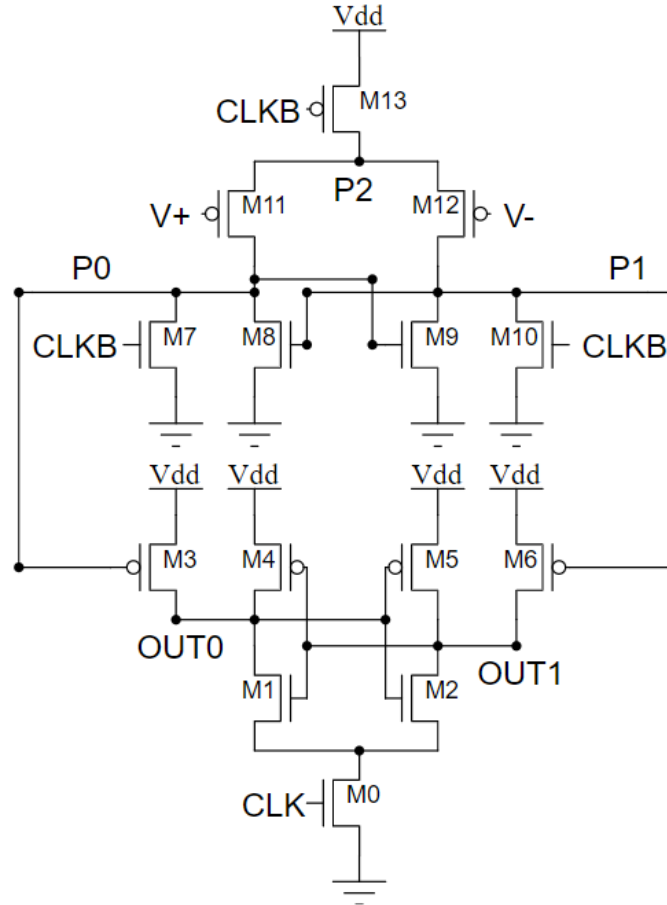 Vdd
CLKB M13
P2
V+ M11 M12 V-
P0 P1
CLKB M7 M8 M9 M10 CLKB
Vdd Vdd Vdd Vdd
M3 M4 M5 M6
OUT0 OUT1
M1 M2
CLK M0